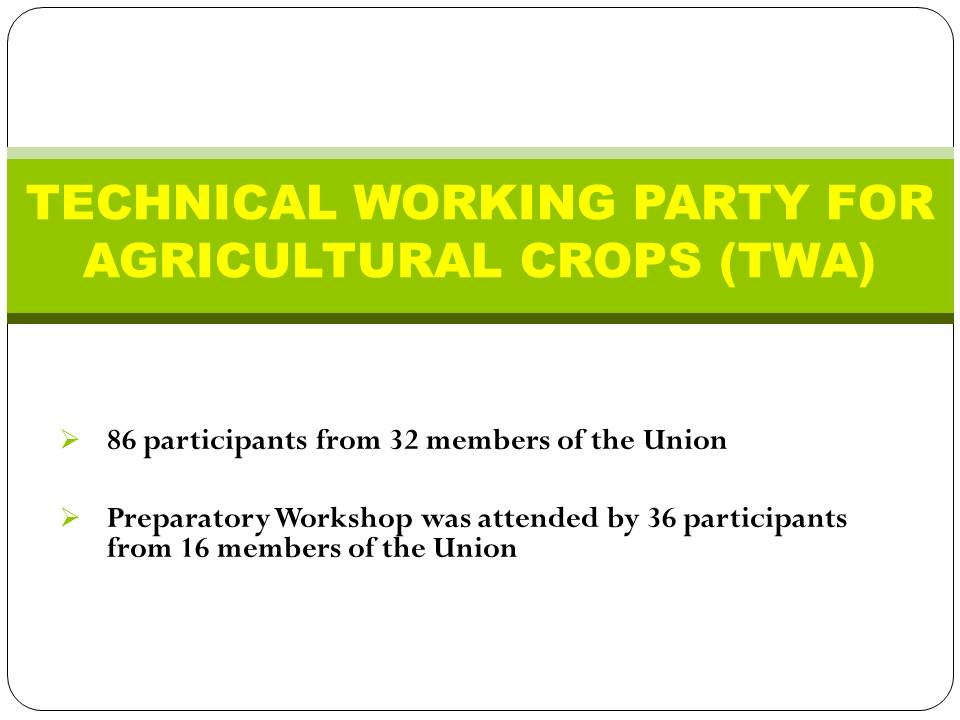 TECHNICAL WORKING PARTY FOR
AGRICULTURAL CROPS (TWA)
86 participants from 32 members of the Union
Preparatory Workshop was attended by 36 participants
from 16 members of the Union